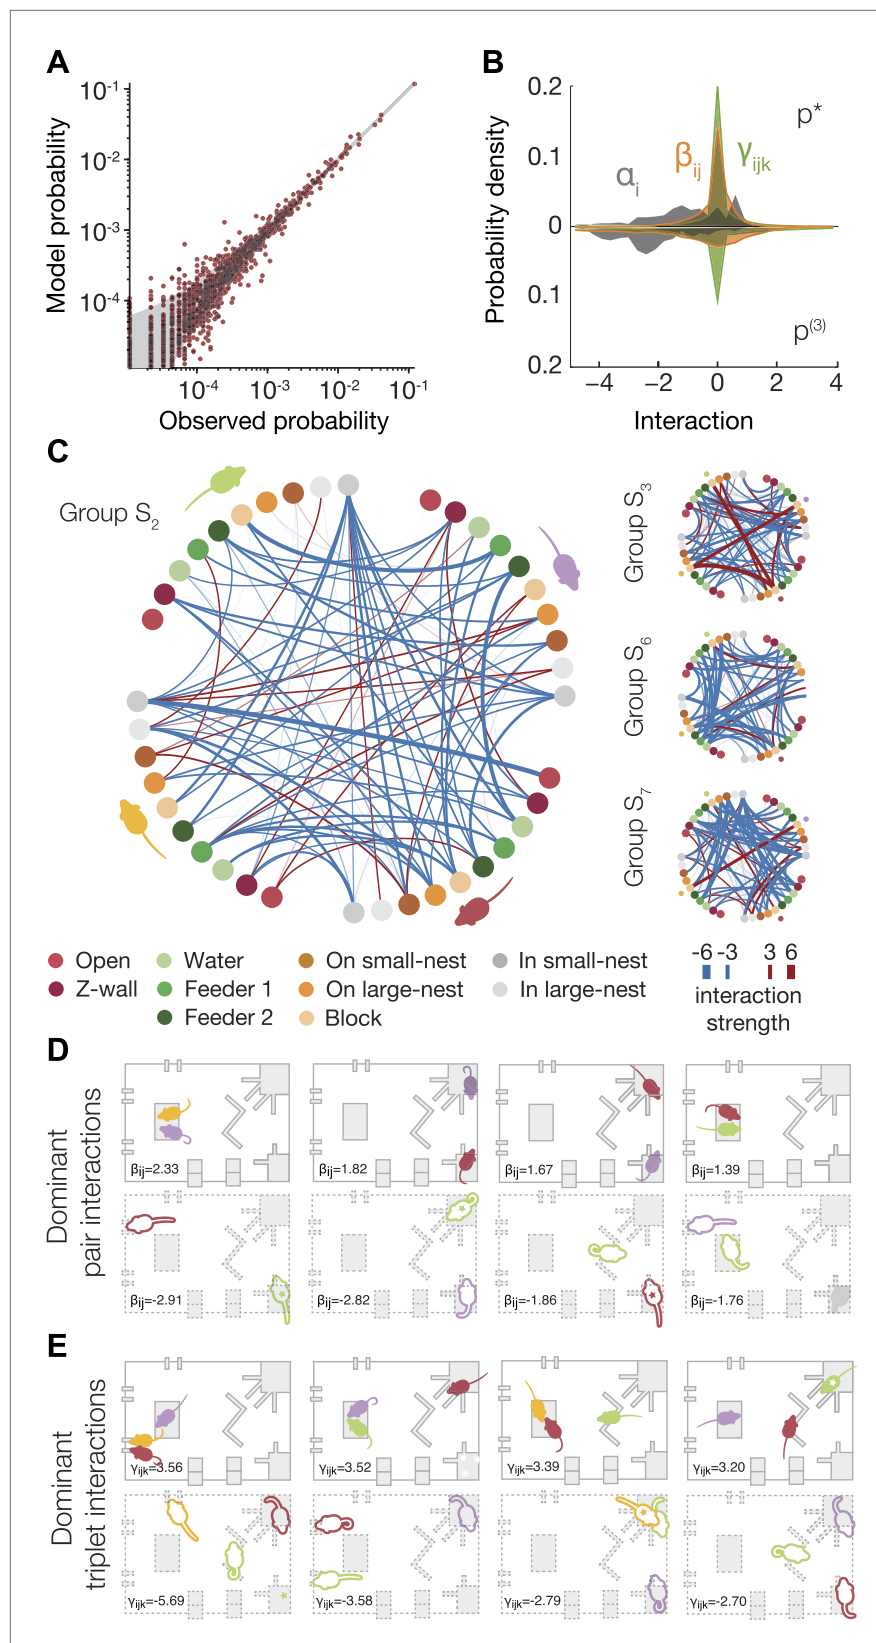 A
B
Model probability
10-1
10-2
10-3
10-4
10-4
10-3
10-2
10-1
Observed probability
Probability density
0.2
0.1
0
0.1
0.2
p*
αi
βij
γijk
p(3)
−4
−2
0
2
4
Interaction
C
Group S2
Group S3
Group S6
Group S7
Open
Water
On small-nest
In small-nest
Z-wall
Feeder 1
On large-nest
In large-nest
Feeder 2
Block
-6 -3 3 6
interaction
strength
D
Dominant
pair interactions
βij=2.33
βij=1.82
βij=1.67
βij=1.39
βij=-2.91
βij=-2.82
βij=-1.86
βij=-1.76
E
Dominant
triplet interactions
γijk=3.56
γijk=3.52
γijk=3.39
γijk=3.20
γijk=-5.69
γijk=-3.58
γijk=-2.79
γijk=-2.70